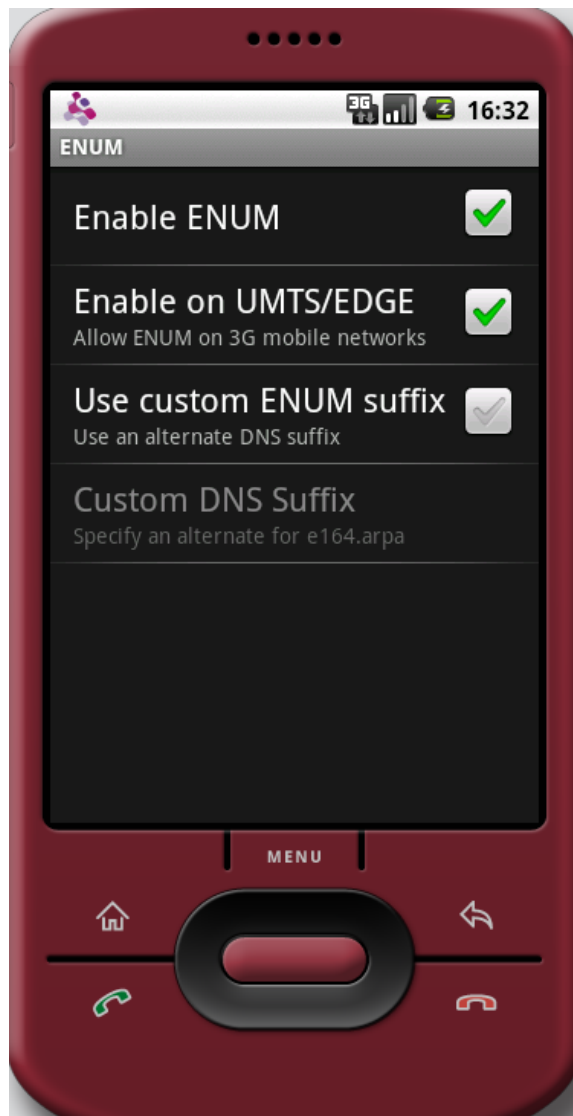 3G 16:32
ENUM
Enable ENUM
Enable on UMTS/EDGE
Allow ENUM on 3G mobile networks
Use custom ENUM suffix
Use an alternate DNS suffix
Custom DNS Suffix
Specify an alternate for e164.arpa
MENU